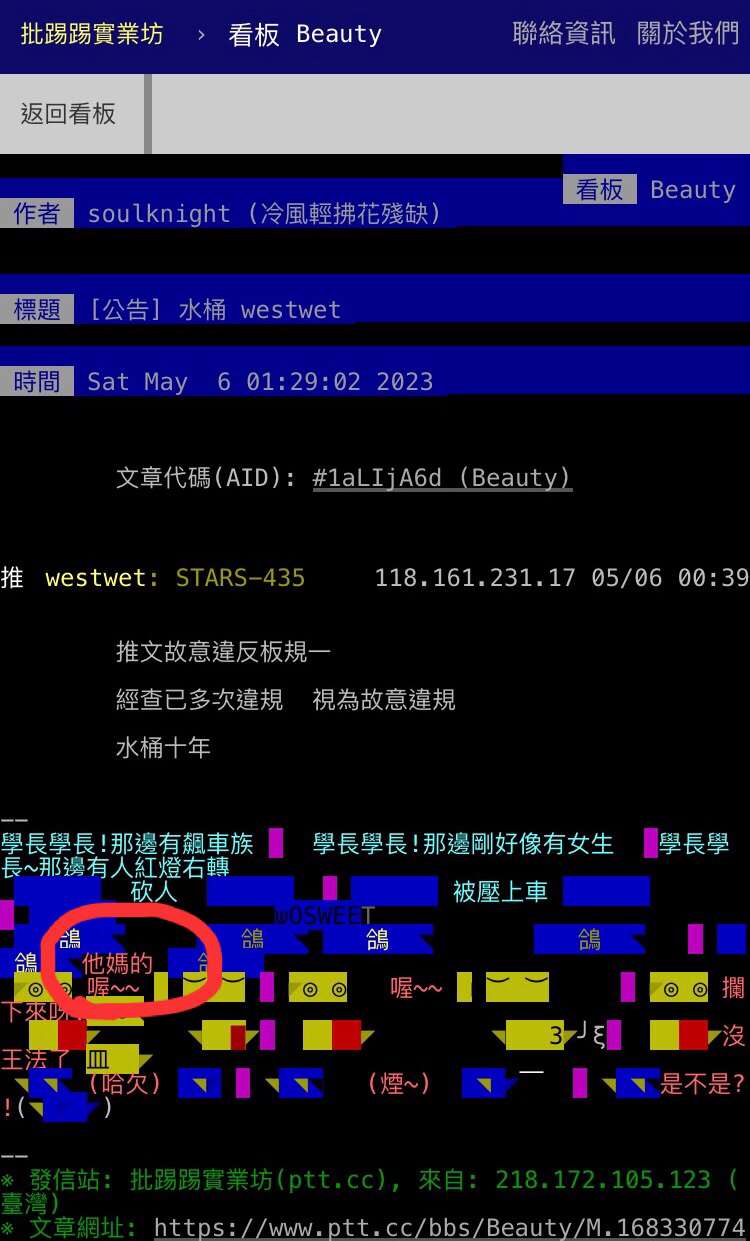 批踢踢實業坊 › 看板 Beauty 聯絡資訊 關於我們
返回看板
看板 Beauty
作者 soulknight (冷風輕拂花殘缺)
標題 [公告] 水桶 westwet
時間 Sat May  6 01:29:02 2023
文章代碼(AID): #1aLIjA6d (Beauty)
推 westwet: STARS-435 118.161.231.17 05/06 00:39
推文故意違反板規一
經查已多次違規 視為故意違規
水桶十年
--
學長學長!那邊有飆車族 學長學長!那邊剛好像有女生 學長學
長~那邊有人紅燈右轉
砍人 被壓上車
ωOSWEET
鴿 鴿 鴿 鴿
鴿 他媽的
◎ ◎ 喔~~ ◎ ◎ 喔~~ ◎ ◎ 攔
下來呀!
3 ╯ξ 沒
王法了 皿
(哈欠) (煙~) 是不是?
!( )
--
※ 發信站: 批踢踢實業坊(ptt.cc), 來自: 218.172.105.123 (
臺灣)
※ 文章網址: https://www.ptt.cc/bbs/Beauty/M.168330774